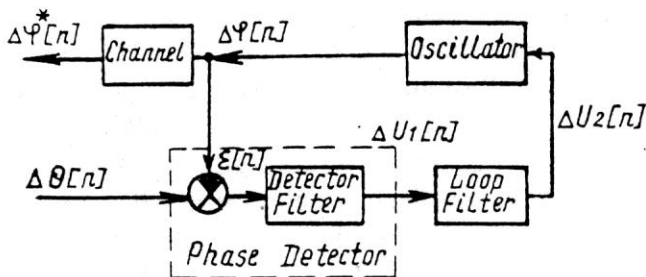 Δφ*[n]
Channel
Δφ[n]
Oscillator
ΔU1[n]
ΔU2[n]
ε[n]
Δθ[n]
Detector
Filter
Loop
Filter
Phase Detector